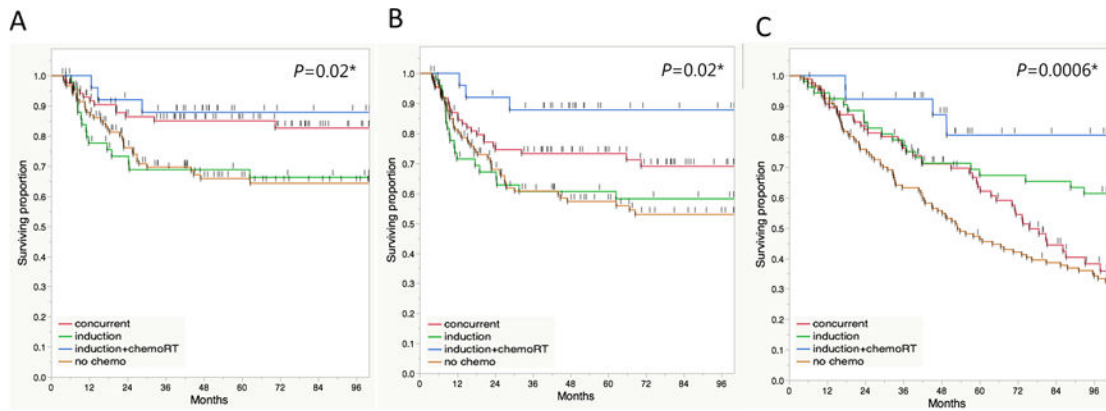 A
P=0.02*
1.0
0.9
0.8
0.7
0.6
0.5
0.4
0.3
0.2
0.1
0.0
Surviving proportion
concurrent
induction
induction+chemoRT
no chemo
0 12 24 36 48 60 72 84 96
Months
B
P=0.02*
1.0
0.9
0.8
0.7
0.6
0.5
0.4
0.3
0.2
0.1
0.0
Surviving proportion
concurrent
induction
induction+chemoRT
no chemo
0 12 24 36 48 60 72 84 96
Months
C
P=0.0006*
1.0
0.9
0.8
0.7
0.6
0.5
0.4
0.3
0.2
0.1
0.0
Surviving proportion
concurrent
induction
induction+chemoRT
no chemo
0 12 24 36 48 60 72 84 96
Months